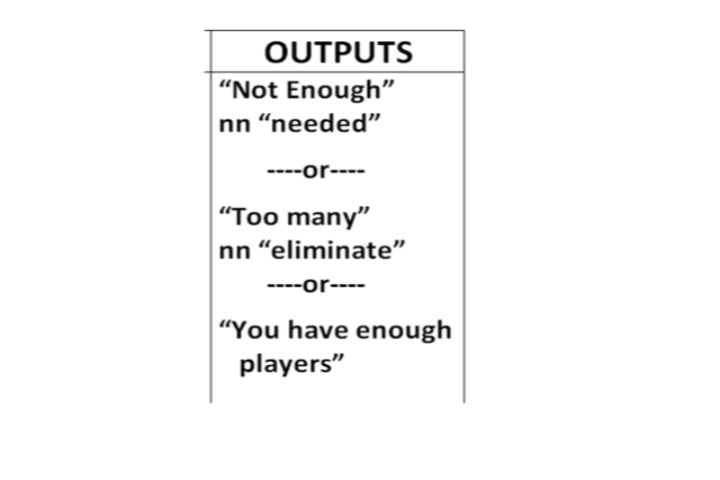 OUTPUTS
“Not Enough”
nn “needed”
----or----
“Too many”
nn “eliminate”
----or----
“You have enough
players”